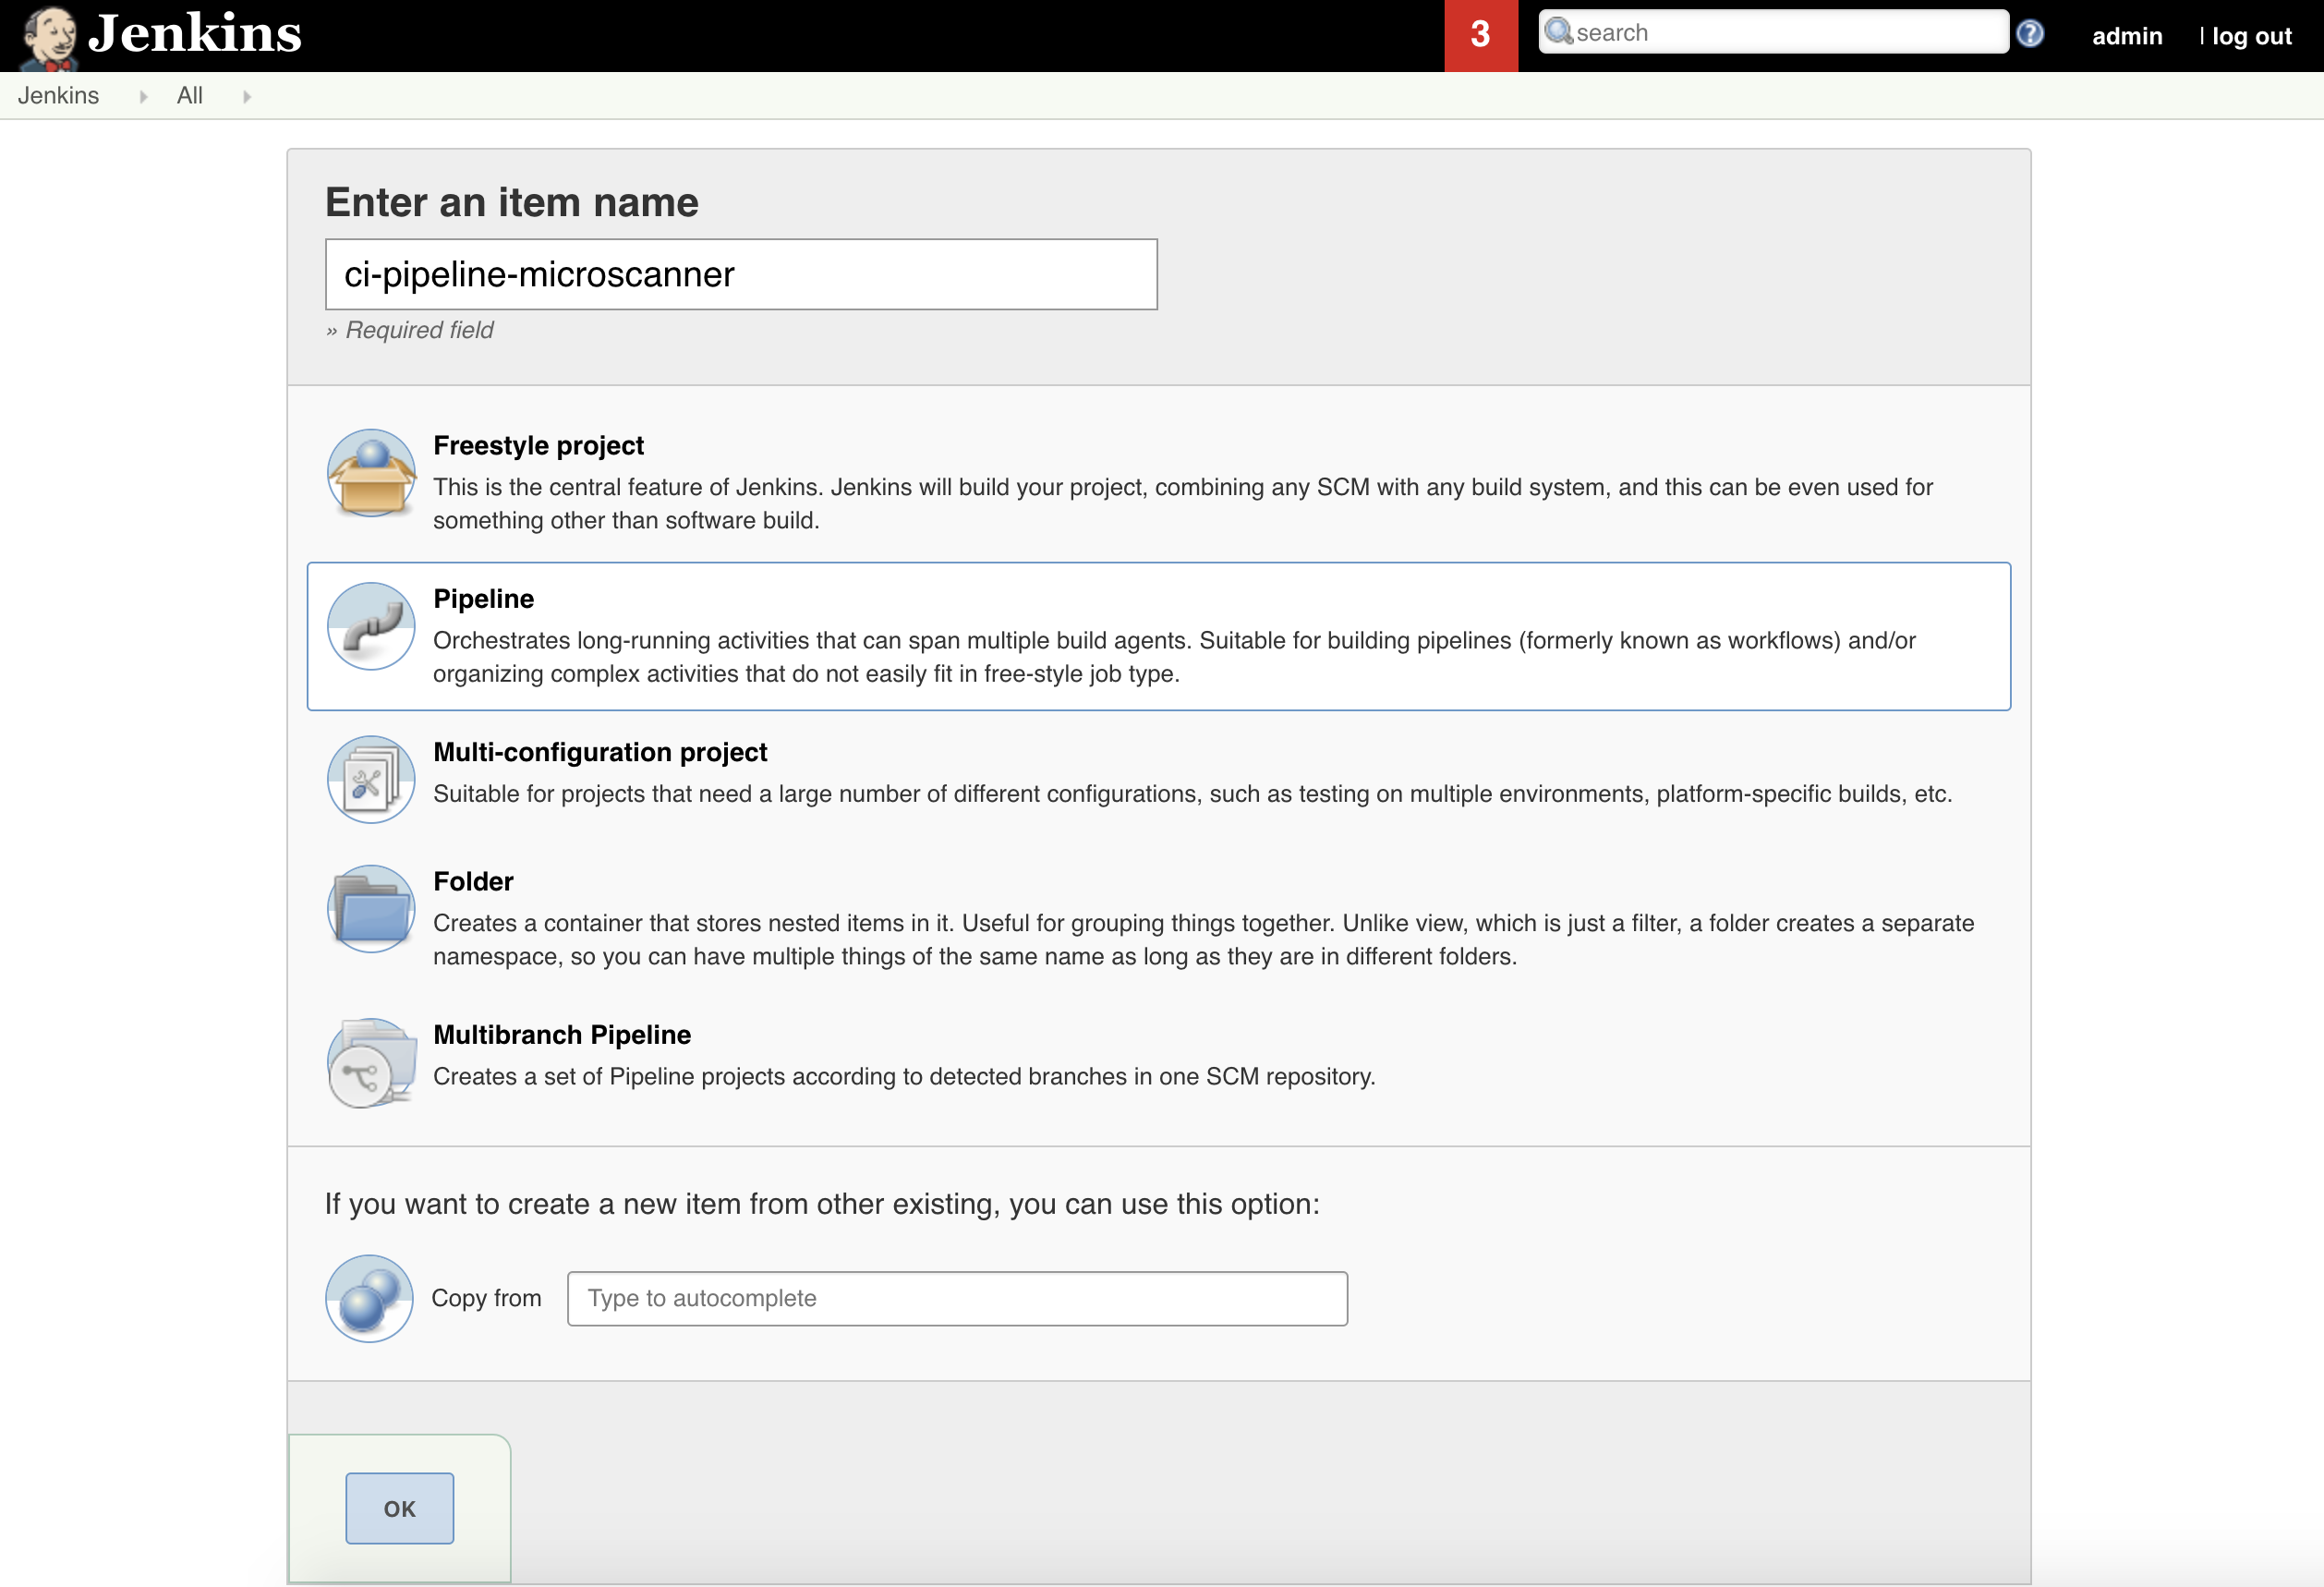 Jenkins
3
search
?
admin
| log out
Jenkins
All
Enter an item name
ci-pipeline-microscanner
» Required field
Freestyle project
This is the central feature of Jenkins. Jenkins will build your project, combining any SCM with any build system, and this can be even used for
something other than software build.
Pipeline
Orchestrates long-running activities that can span multiple build agents. Suitable for building pipelines (formerly known as workflows) and/or
organizing complex activities that do not easily fit in free-style job type.
Multi-configuration project
Suitable for projects that need a large number of different configurations, such as testing on multiple environments, platform-specific builds, etc.
Folder
Creates a container that stores nested items in it. Useful for grouping things together. Unlike view, which is just a filter, a folder creates a separate
namespace, so you can have multiple things of the same name as long as they are in different folders.
Multibranch Pipeline
Creates a set of Pipeline projects according to detected branches in one SCM repository.
If you want to create a new item from other existing, you can use this option:
Copy from
Type to autocomplete
OK